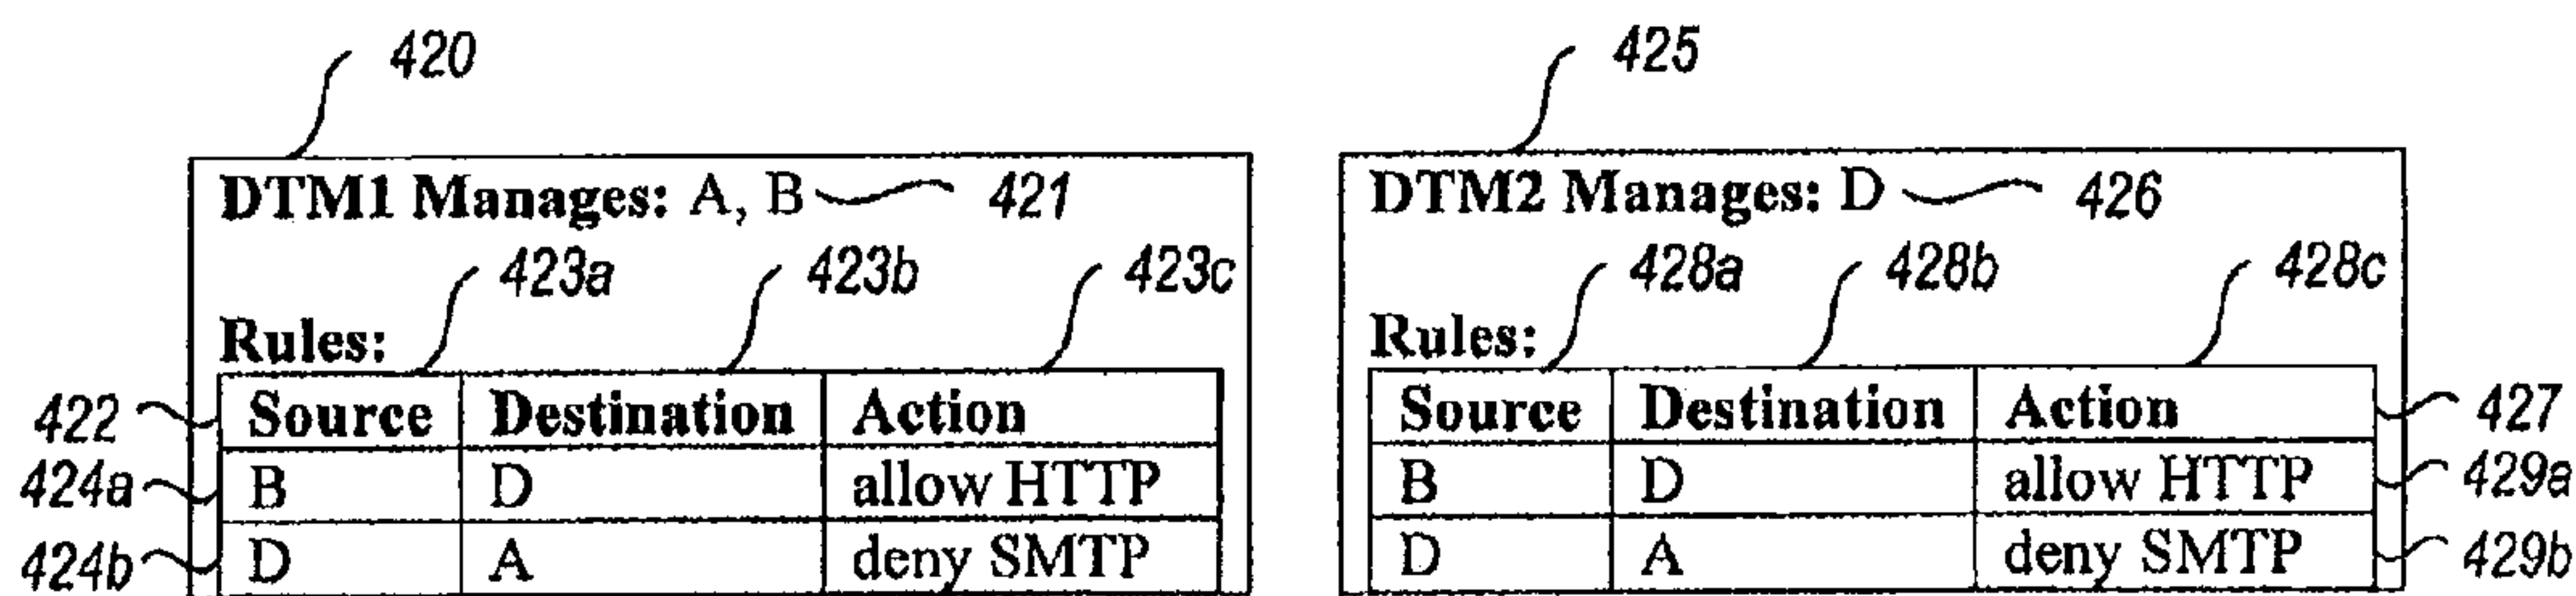 420
425
DTM1 Manages: A, B 421
DTM2 Manages: D 426
423a 423b 423c
428a 428b 428c
Rules:
422 Source Destination Action
424a B D allow HTTP
424b D A deny SMTP
Rules:
Source Destination Action 427
B D allow HTTP 429a
D A deny SMTP 429b